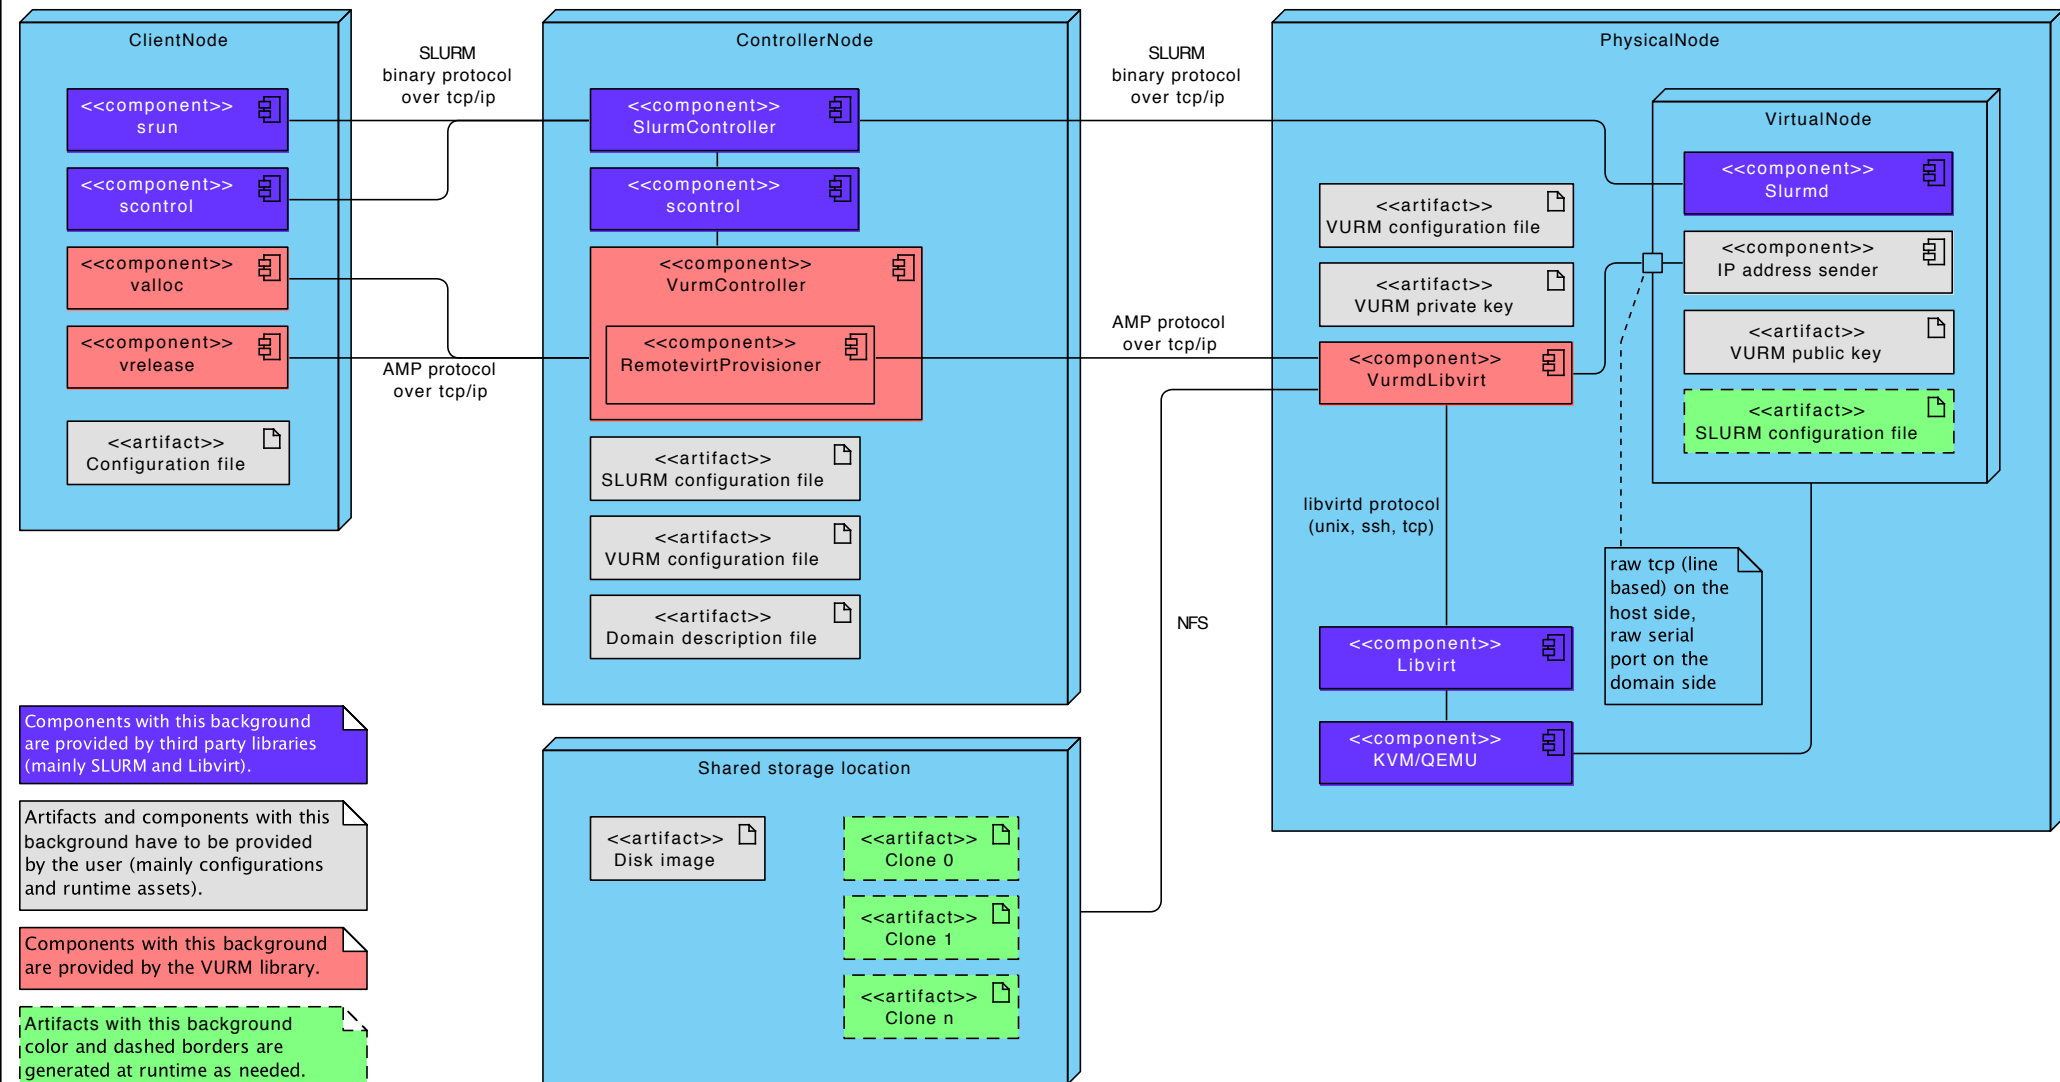 ClientNode
<<component>>
srun
<<component>>
scontrol
<<component>>
valloc
<<component>>
vrelease
<<artifact>>
Configuration file
SLURM
binary protocol
over tcp/ip
AMP protocol
over tcp/ip
ControllerNode
<<component>>
SlurmController
<<component>>
scontrol
<<component>>
VurmController
<<component>>
RemotevirtProvisioner
<<artifact>>
SLURM configuration file
<<artifact>>
VURM configuration file
<<artifact>>
Domain description file
SLURM
binary protocol
over tcp/ip
AMP protocol
over tcp/ip
NFS
PhysicalNode
<<artifact>>
VURM configuration file
<<artifact>>
VURM private key
<<component>>
VurmdLibvirt
libvirtd protocol
(unix, ssh, tcp)
<<component>>
Libvirt
<<component>>
KVM/QEMU
VirtualNode
<<component>>
Slurmd
<<component>>
IP address sender
<<artifact>>
VURM public key
<<artifact>>
SLURM configuration file
raw tcp (line
based) on the
host side,
raw serial
port on the
domain side
Shared storage location
<<artifact>>
Disk image
<<artifact>>
Clone 0
<<artifact>>
Clone 1
<<artifact>>
Clone n
Components with this background
are provided by third party libraries
(mainly SLURM and Libvirt).
Artifacts and components with this
background have to be provided
by the user (mainly configurations
and runtime assets).
Components with this background
are provided by the VURM library.
Artifacts with this background
color and dashed borders are
generated at runtime as needed.